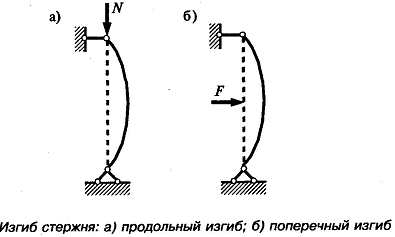 а)
N
б)
F
Изгиб стержня: а) продольный изгиб; б) поперечный изгиб